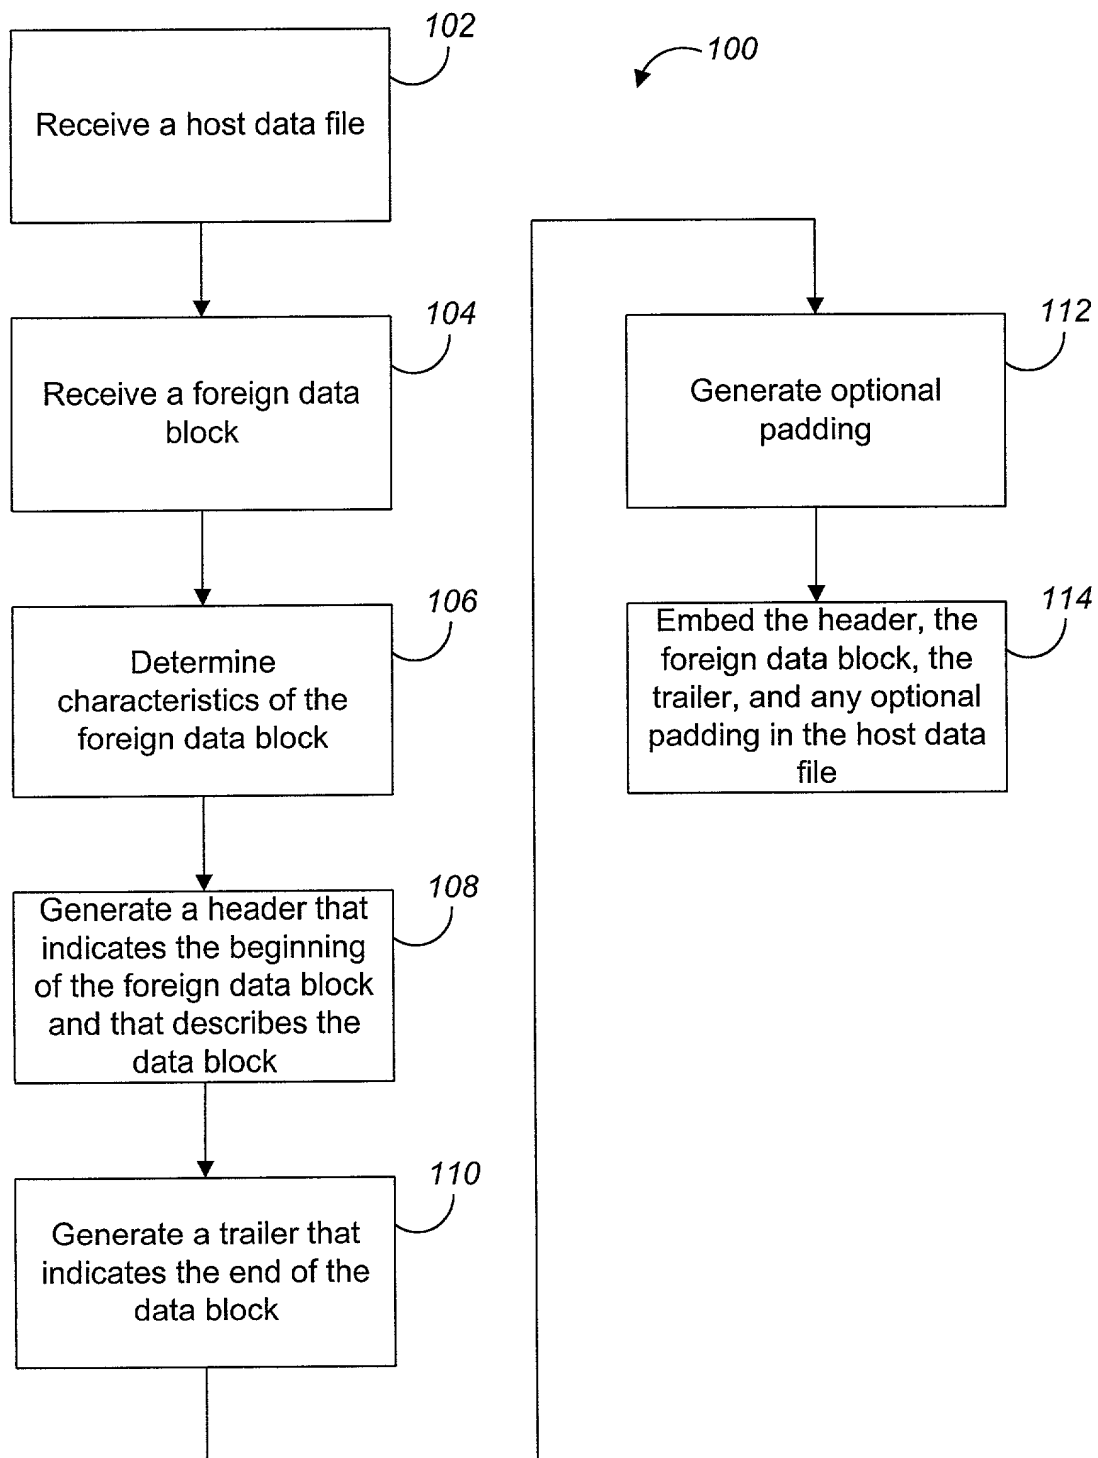 102
Receive a host data file
100
104
Receive a foreign data
block
106
Determine
characteristics of the
foreign data block
108
Generate a header that
indicates the beginning
of the foreign data block
and that describes the
data block
110
Generate a trailer that
indicates the end of the
data block
112
Generate optional
padding
114
Embed the header, the
foreign data block, the
trailer, and any optional
padding in the host data
file